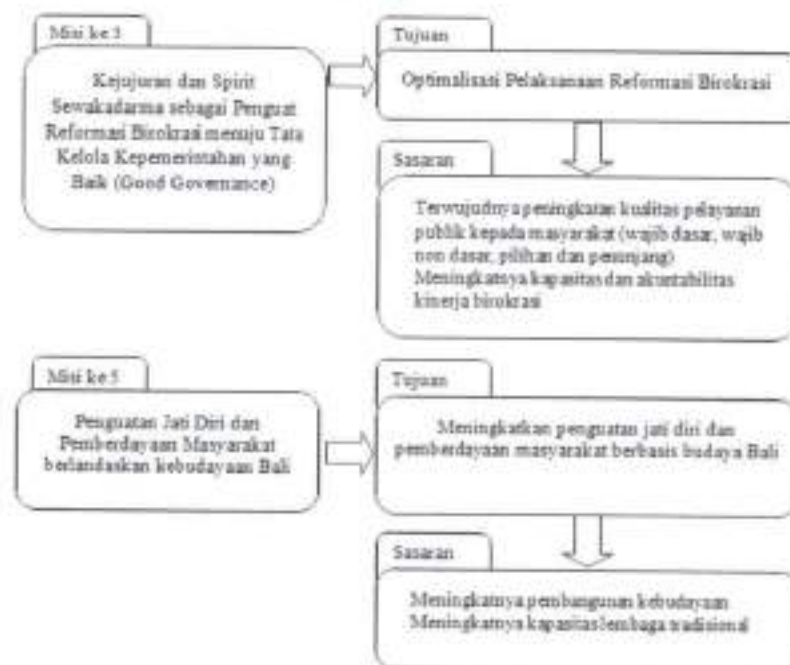 Misi ke 3
Kejujuran dan Spirit
Sewakadarma sebagai Penguat
Reformasi Birokrasi menuju Tata
Kelola Kepemerintahan yang
Baik (Good Governance)
Tujuan
Optimalisasi Pelaksanaan Reformasi Birokrasi
Sasaran
Terwujudnya peningkatan kualitas pelayanan
publik kepada masyarakat (wajib dasar, wajib
non dasar, pilihan dan penunjang)
Meningkatnya kapasitas dan akuntabilitas
kinerja birokrasi
Misi ke 5
Penguatan Jati Diri dan
Pemberdayaan Masyarakat
berlandaskan kebudayaan Bali
Tujuan
Meningkatkan penguatan jati diri dan
pemberdayaan masyarakat berbasis budaya Bali
Sasaran
Meningkatnya pembangunan kebudayaan
Meningkatnya kapasitas lembaga tradisional